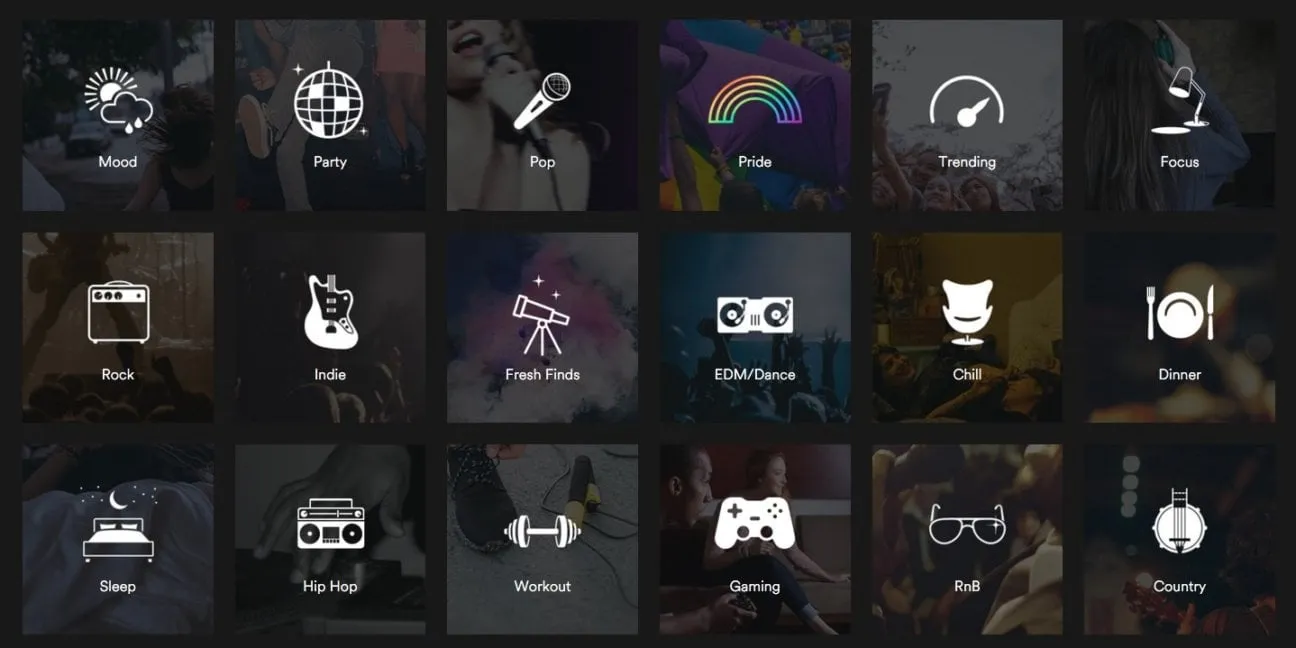 Mood
Party
Pop
Pride
Trending
Focus
Rock
Indie
Fresh Finds
EDM/Dance
Chill
Dinner
Sleep
Hip Hop
Workout
Gaming
RnB
Country